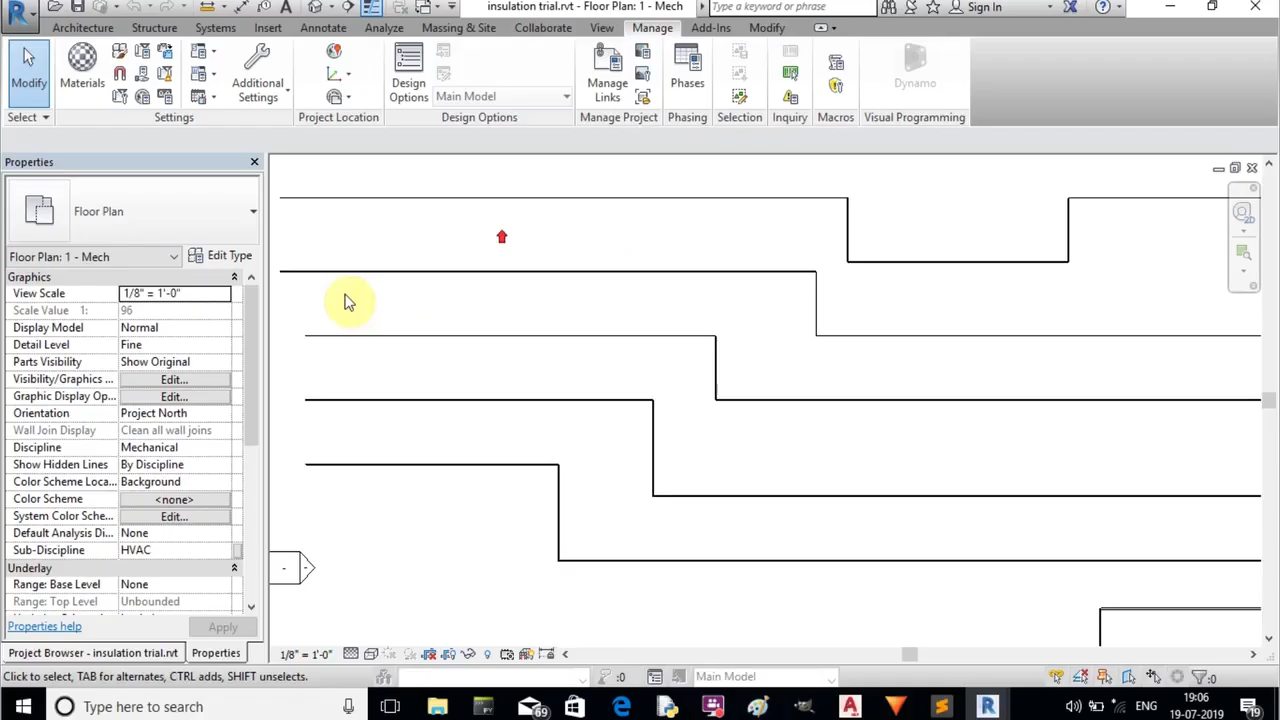 insulation trial.rvt - Floor Plan: 1 - Mech
Type a keyword or phrase
Sign In
Architecture
Structure
Systems
Insert
Annotate
Analyze
Massing & Site
Collaborate
View
Manage
Add-Ins
Modify
Modify
Materials
Additional
Settings
Design
Options
Main Model
Manage
Links
Phases
Dynamo
Select
Settings
Project Location
Design Options
Manage Project
Phasing
Selection
Inquiry
Macros
Visual Programming
Properties
Floor Plan
Floor Plan: 1 - Mech
Edit Type
Graphics
View Scale 1/8" = 1'-0"
Scale Value 1: 96
Display Model Normal
Detail Level Fine
Parts Visibility Show Original
Visibility/Graphics ... Edit...
Graphic Display Op... Edit...
Orientation Project North
Wall Join Display Clean all wall joins
Discipline Mechanical
Show Hidden Lines By Discipline
Color Scheme Loca... Background
Color Scheme <none>
System Color Sche... Edit...
Default Analysis Di... None
Sub-Discipline HVAC
Underlay
Range: Base Level None
Range: Top Level Unbounded
Properties help
Apply
Project Browser - insulation trial.rvt
Properties
1/8" = 1'-0"
2D
Click to select, TAB for alternates, CTRL adds, SHIFT unselects.
:0
Main Model
:0
Type here to search
69
ENG
19:06
19-07-2019
19